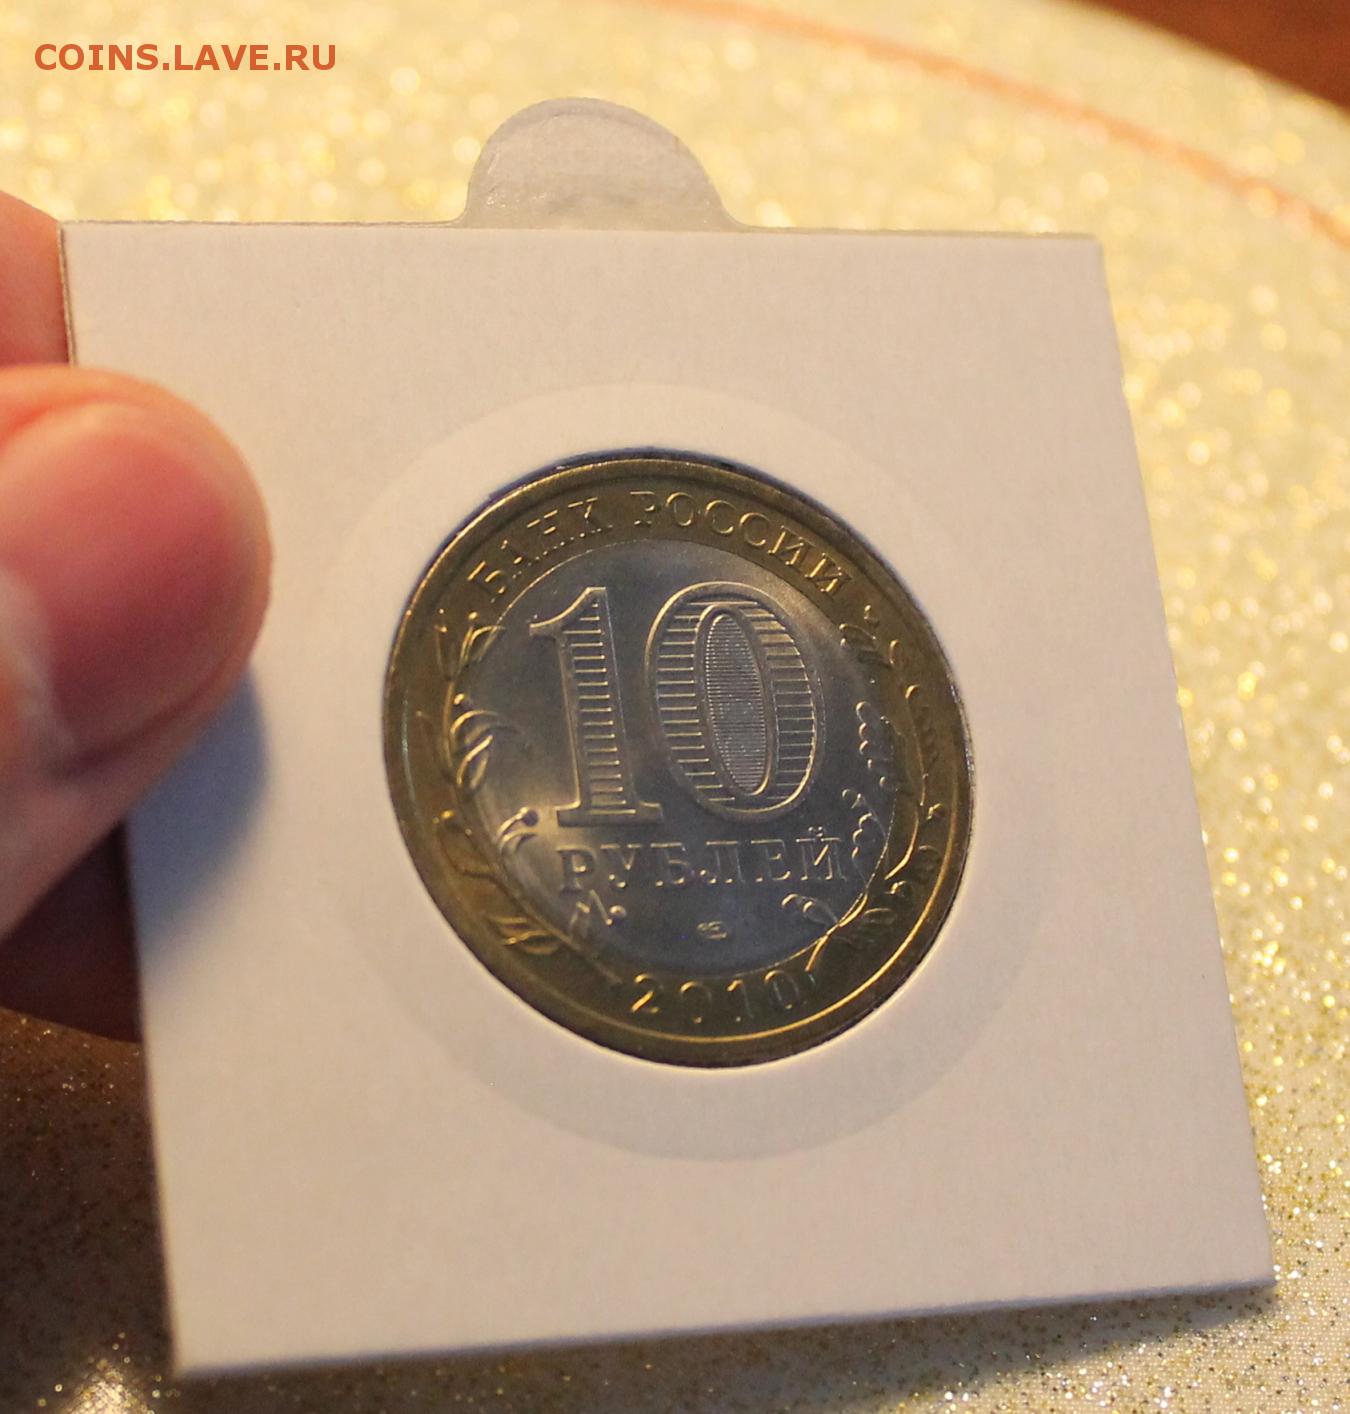 COINS.LAVE.RU
БАНК РОССИИ
10
РУБЛЕЙ
2010